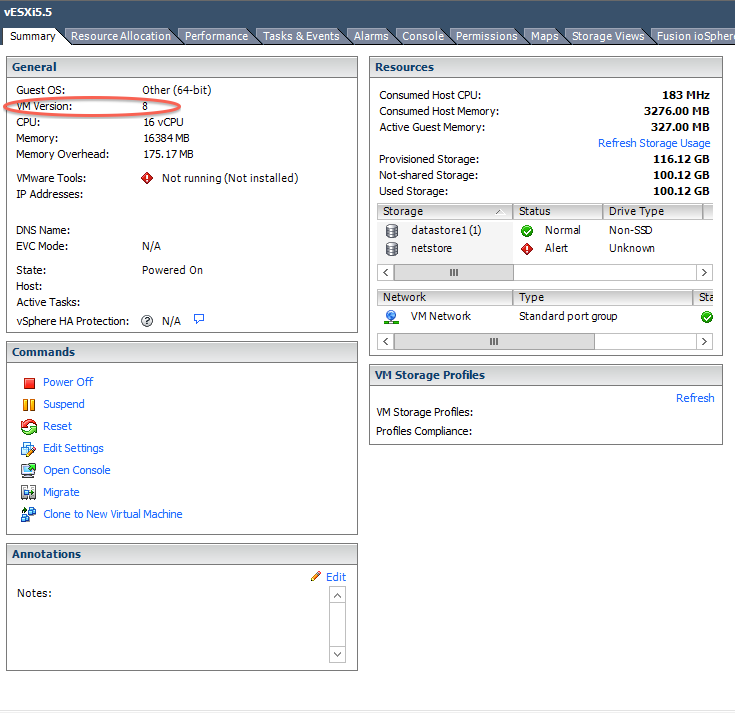 vESXi5.5
Summary Resource Allocation Performance Tasks & Events Alarms Console Permissions Maps Storage Views Fusion ioSphere
General
Guest OS: Other (64-bit)
VM Version: 8
CPU: 16 vCPU
Memory: 16384 MB
Memory Overhead: 175.17 MB
VMware Tools: Not running (Not installed)
IP Addresses:
DNS Name:
EVC Mode: N/A
State: Powered On
Host:
Active Tasks:
vSphere HA Protection: ? N/A
Commands
Power Off
Suspend
Reset
Edit Settings
Open Console
Migrate
Clone to New Virtual Machine
Annotations
Edit
Notes:
Resources
Consumed Host CPU: 183 MHz
Consumed Host Memory: 3276.00 MB
Active Guest Memory: 327.00 MB
Refresh Storage Usage
Provisioned Storage: 116.12 GB
Not-shared Storage: 100.12 GB
Used Storage: 100.12 GB
Storage Status Drive Type
datastore1 (1) Normal Non-SSD
netstore Alert Unknown
Network Type Sta
VM Network Standard port group
VM Storage Profiles
Refresh
VM Storage Profiles:
Profiles Compliance: